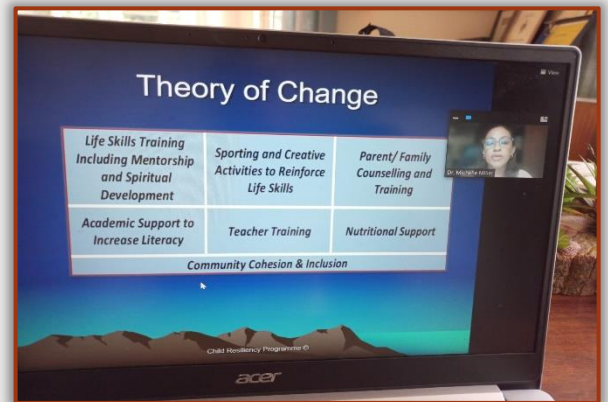 Theory of Change
View
Life Skills Training
Including Mentorship
and Spiritual
Development
Sporting and Creative
Activities to Reinforce
Life Skills
Parent/ Family
Counselling and
Training
Dr. Michelle
Academic Support to
Increase Literacy
Teacher Training
Nutritional Support
Community Cohesion & Inclusion
Child Resiliency Programme ©
acer